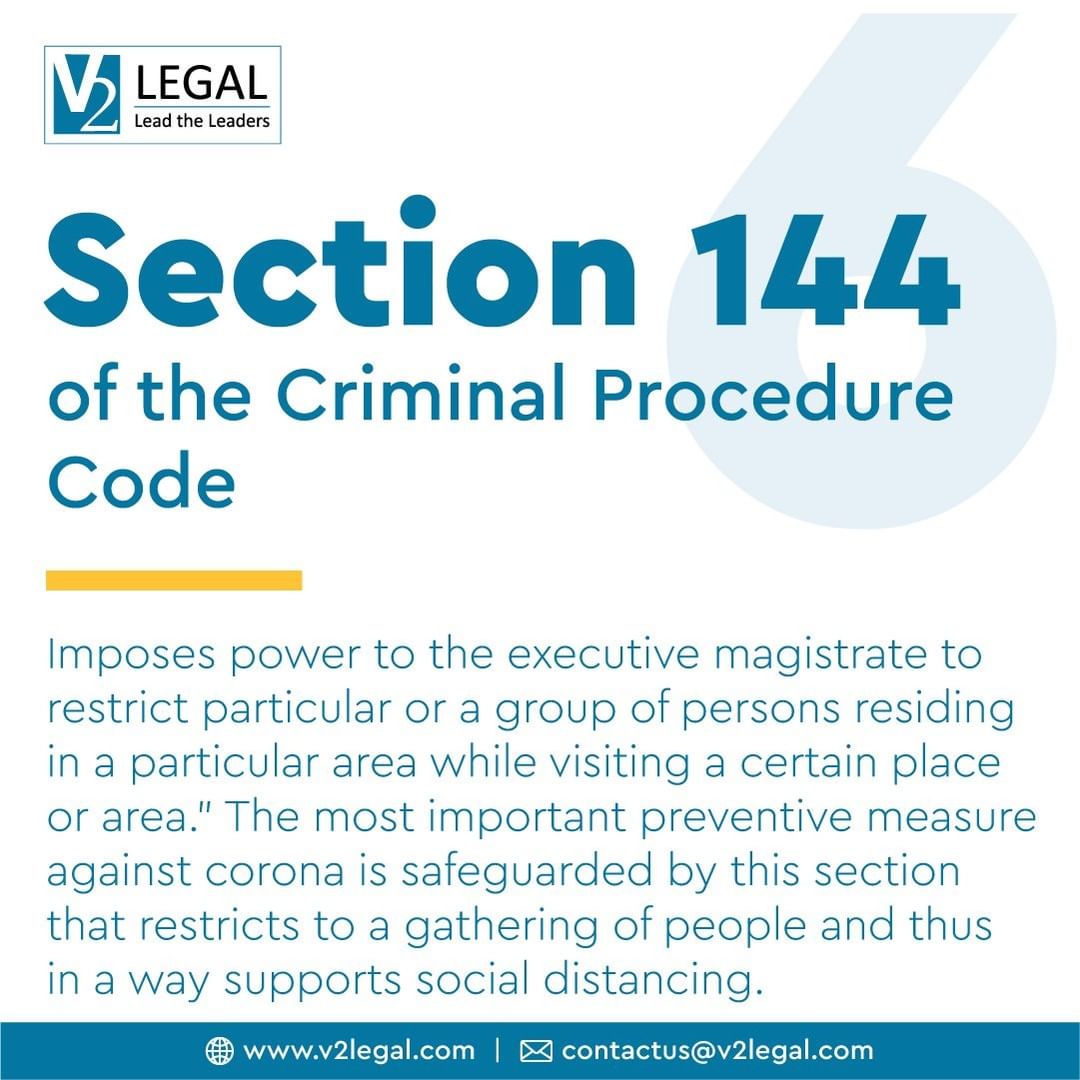 V2 LEGAL
Lead the Leaders
6
Section 144
of the Criminal Procedure
Code
Imposes power to the executive magistrate to
restrict particular or a group of persons residing
in a particular area while visiting a certain place
or area." The most important preventive measure
against corona is safeguarded by this section
that restricts to a gathering of people and thus
in a way supports social distancing.
www.v2legal.com | contactus@v2legal.com